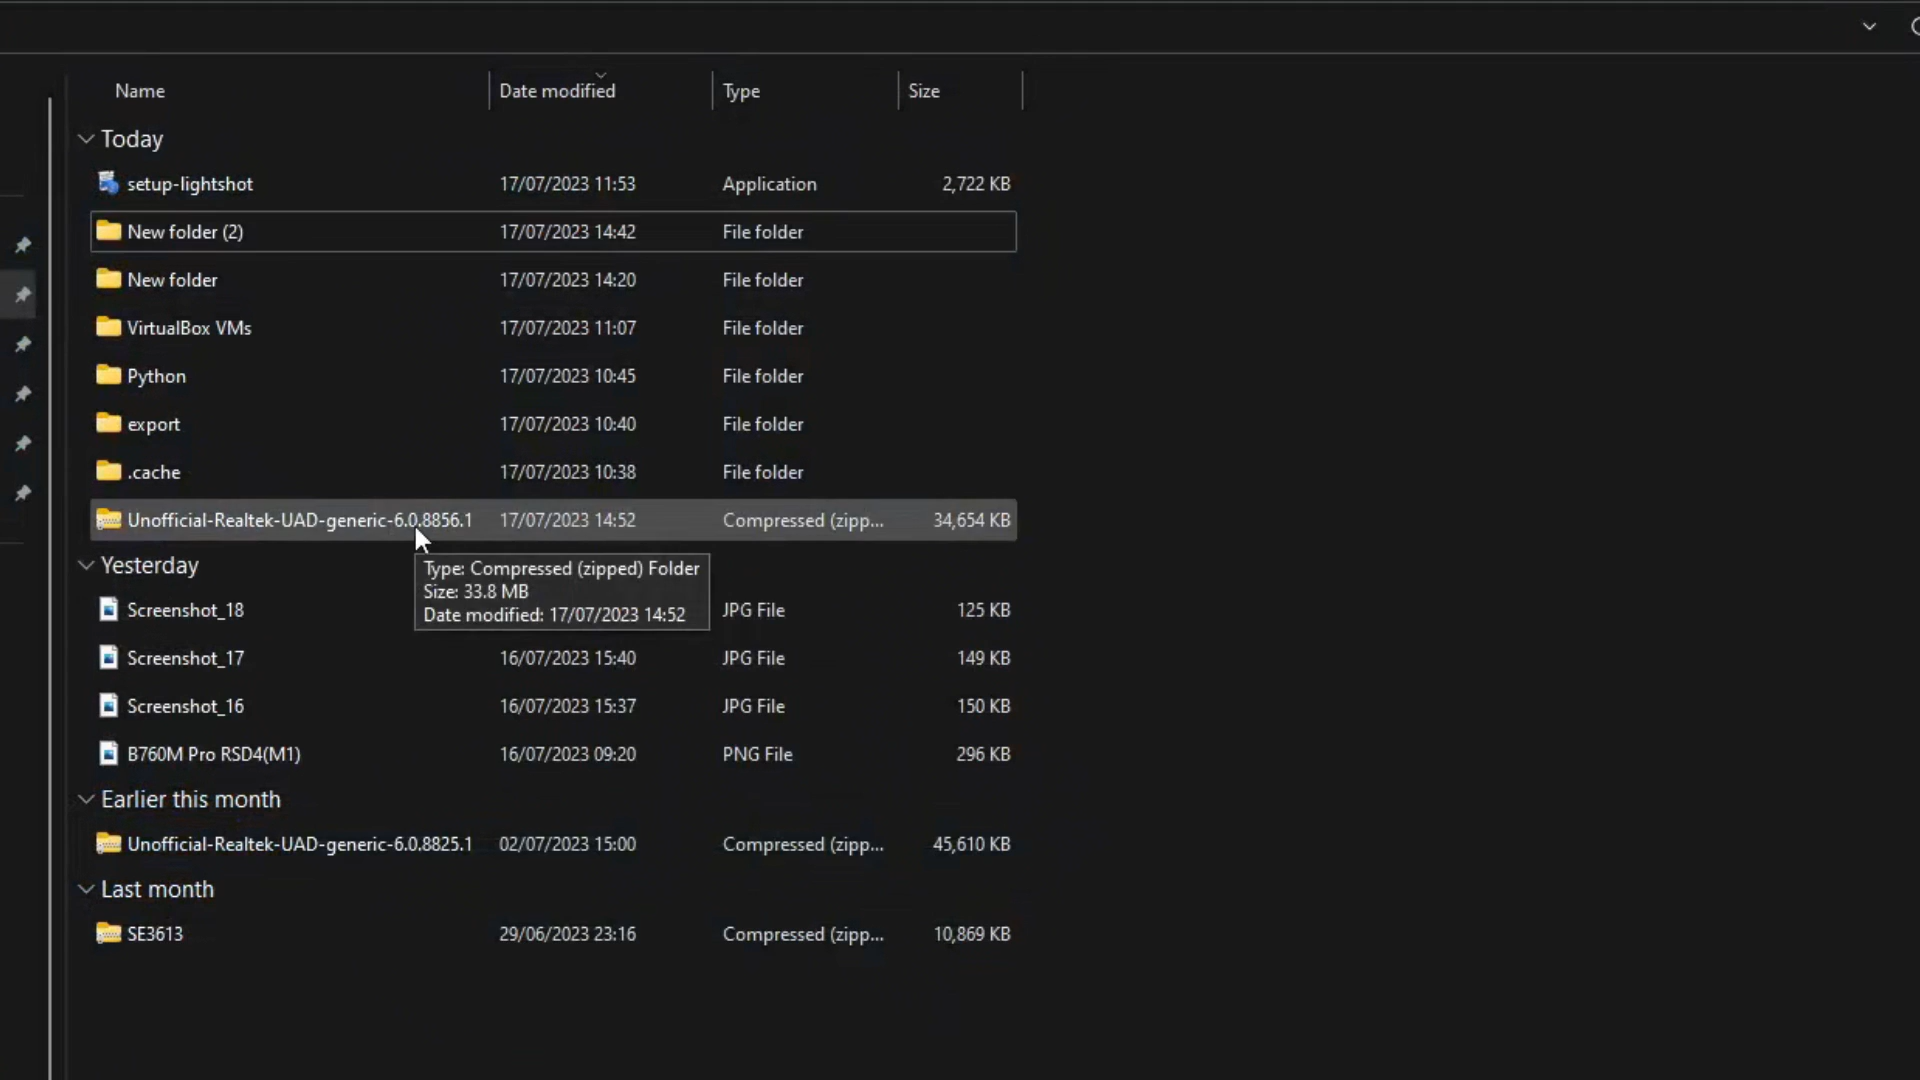 Name Date modified Type Size
Today
setup-lightshot 17/07/2023 11:53 Application 2,722 KB
New folder (2) 17/07/2023 14:42 File folder
New folder 17/07/2023 14:20 File folder
VirtualBox VMs 17/07/2023 11:07 File folder
Python 17/07/2023 10:45 File folder
export 17/07/2023 10:40 File folder
.cache 17/07/2023 10:38 File folder
Unofficial-Realtek-UAD-generic-6.0.8856.1 17/07/2023 14:52 Compressed (zipp... 34,654 KB
Yesterday
Type: Compressed (zipped) Folder
Size: 33.8 MB
Date modified: 17/07/2023 14:52
Screenshot_18 JPG File 125 KB
Screenshot_17 16/07/2023 15:40 JPG File 149 KB
Screenshot_16 16/07/2023 15:37 JPG File 150 KB
B760M Pro RSD4(M1) 16/07/2023 09:20 PNG File 296 KB
Earlier this month
Unofficial-Realtek-UAD-generic-6.0.8825.1 02/07/2023 15:00 Compressed (zipp... 45,610 KB
Last month
SE3613 29/06/2023 23:16 Compressed (zipp... 10,869 KB